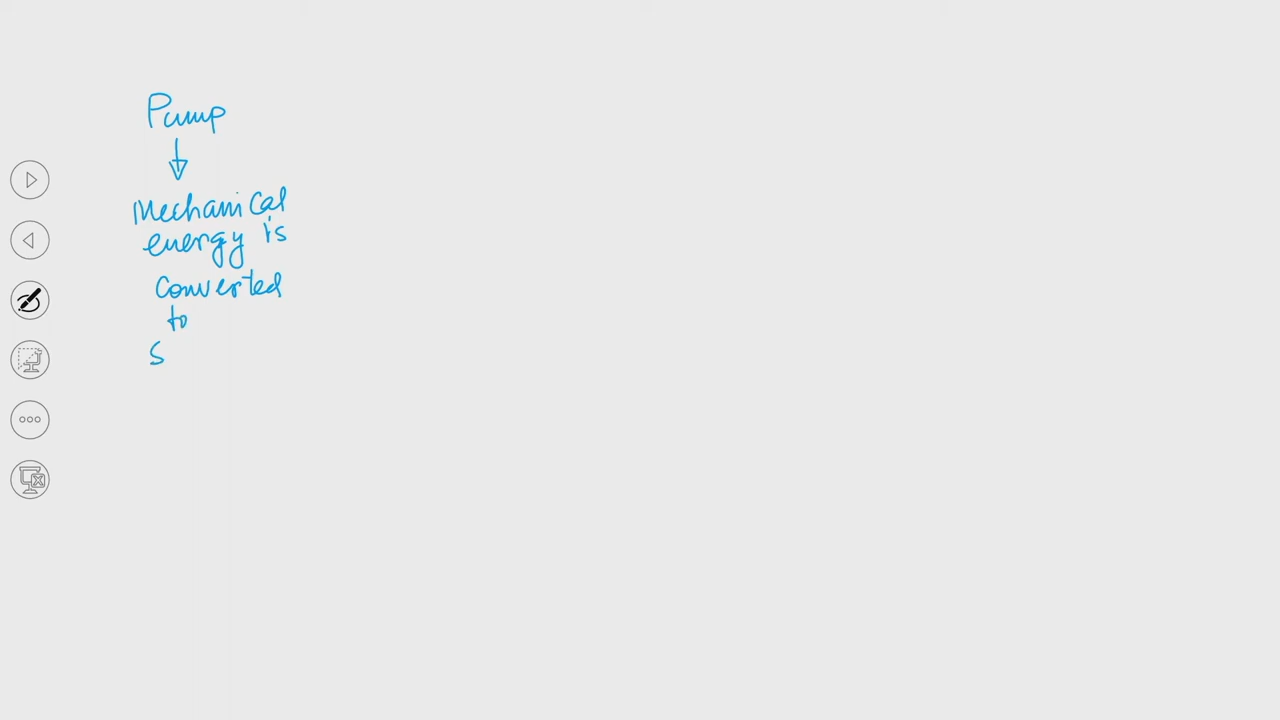 Pump
Mechanical
energy is
converted
to
S